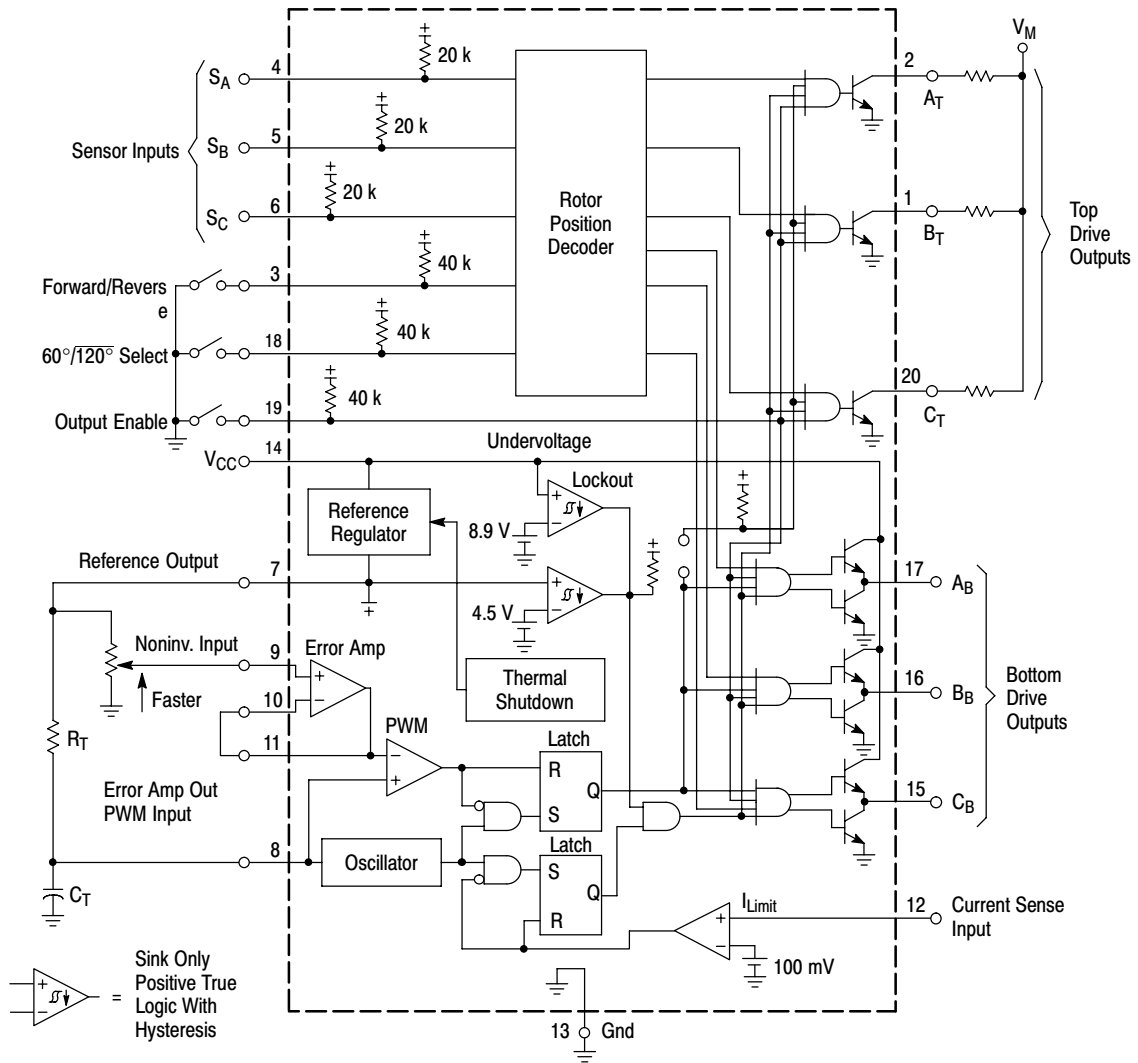 V_M
4
S_A
20 k
2
A_T
5
S_B
20 k
Sensor Inputs
6
S_C
20 k
Rotor
Position
Decoder
1
B_T
Top
Drive
Outputs
3
40 k
Forward/Revers
e
18
40 k
60°/120° Select
19
40 k
Output Enable
20
C_T
14
V_CC
Undervoltage
Lockout
+
−
8.9 V
Reference
Regulator
Reference Output
7
+
−
4.5 V
17
A_B
Noninv. Input
9
Error Amp
+
−
Thermal
Shutdown
Faster
10
11
R_T
PWM
−
+
Latch
R
Q
S
16
B_B
Bottom
Drive
Outputs
15
C_B
Error Amp Out
PWM Input
8
Oscillator
Latch
S
Q
R
C_T
I_Limit
+
−
100 mV
12
Current Sense
Input
+
−
=
Sink Only
Positive True
Logic With
Hysteresis
13
Gnd